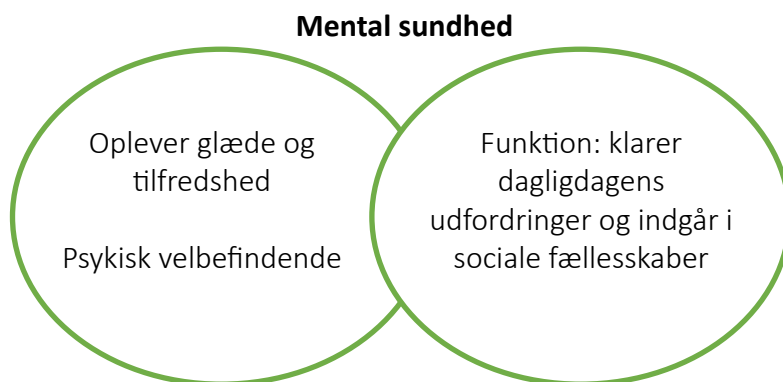 Mental sundhed
Oplever glæde og
tilfredshed
Psykisk velbefindende
Funktion: klarer
dagligdagens
udfordringer og indgår i
sociale fællesskaber